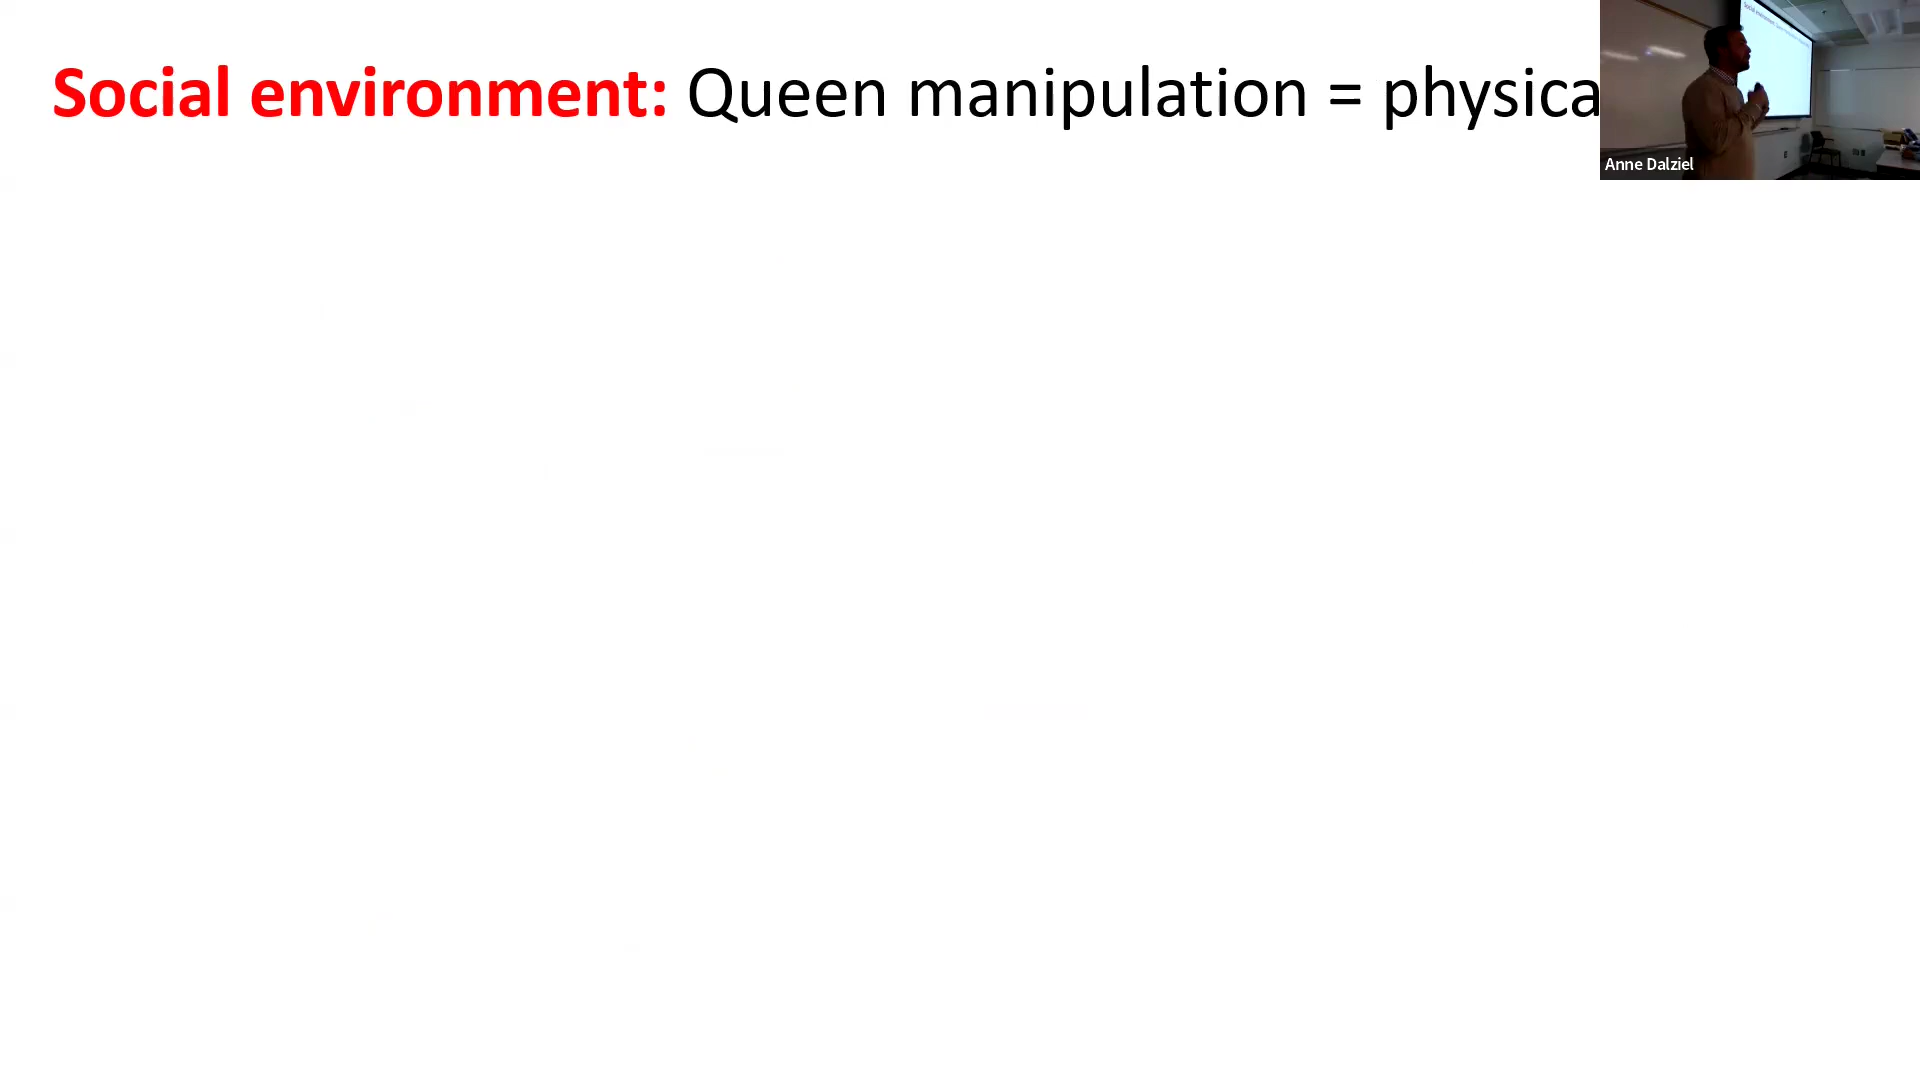 Social environment: Queen manipulation = physica
Anne Dalziel